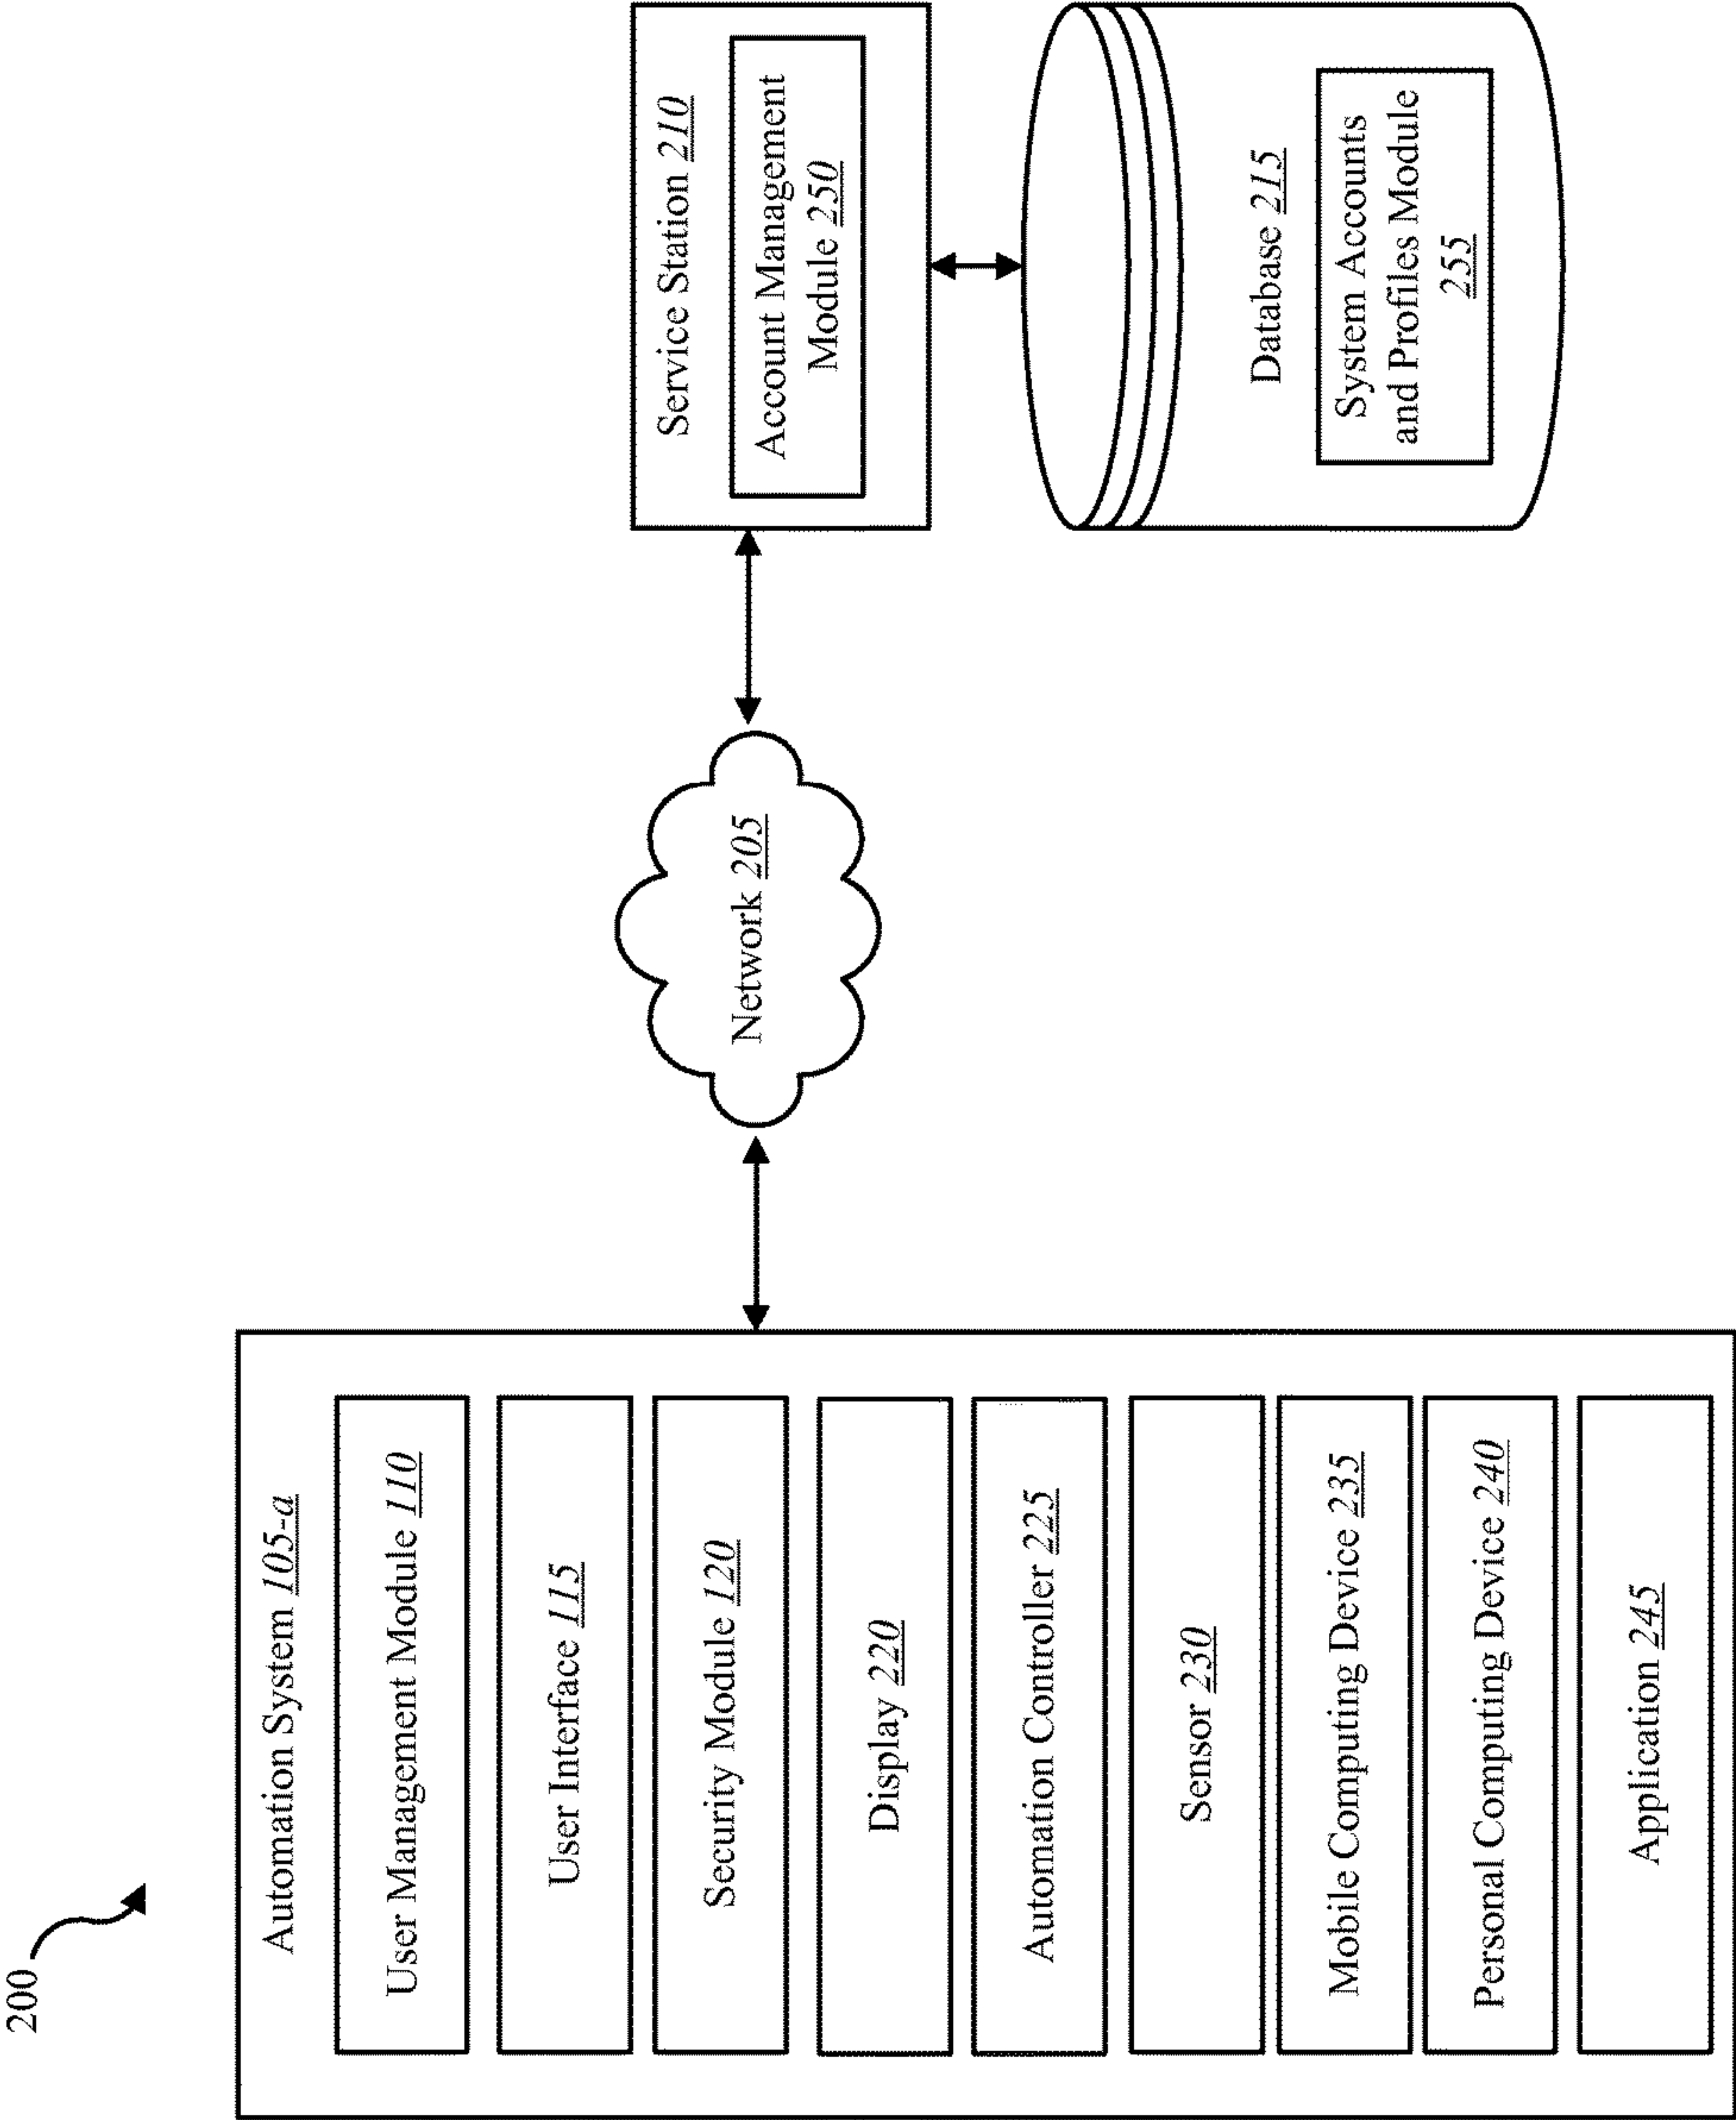 200
Automation System 105-a
User Management Module 110
User Interface 115
Security Module 120
Display 220
Automation Controller 225
Sensor 230
Mobile Computing Device 235
Personal Computing Device 240
Application 245
Network 205
Service Station 210
Account Management
Module 250
Database 215
System Accounts
and Profiles Module
255